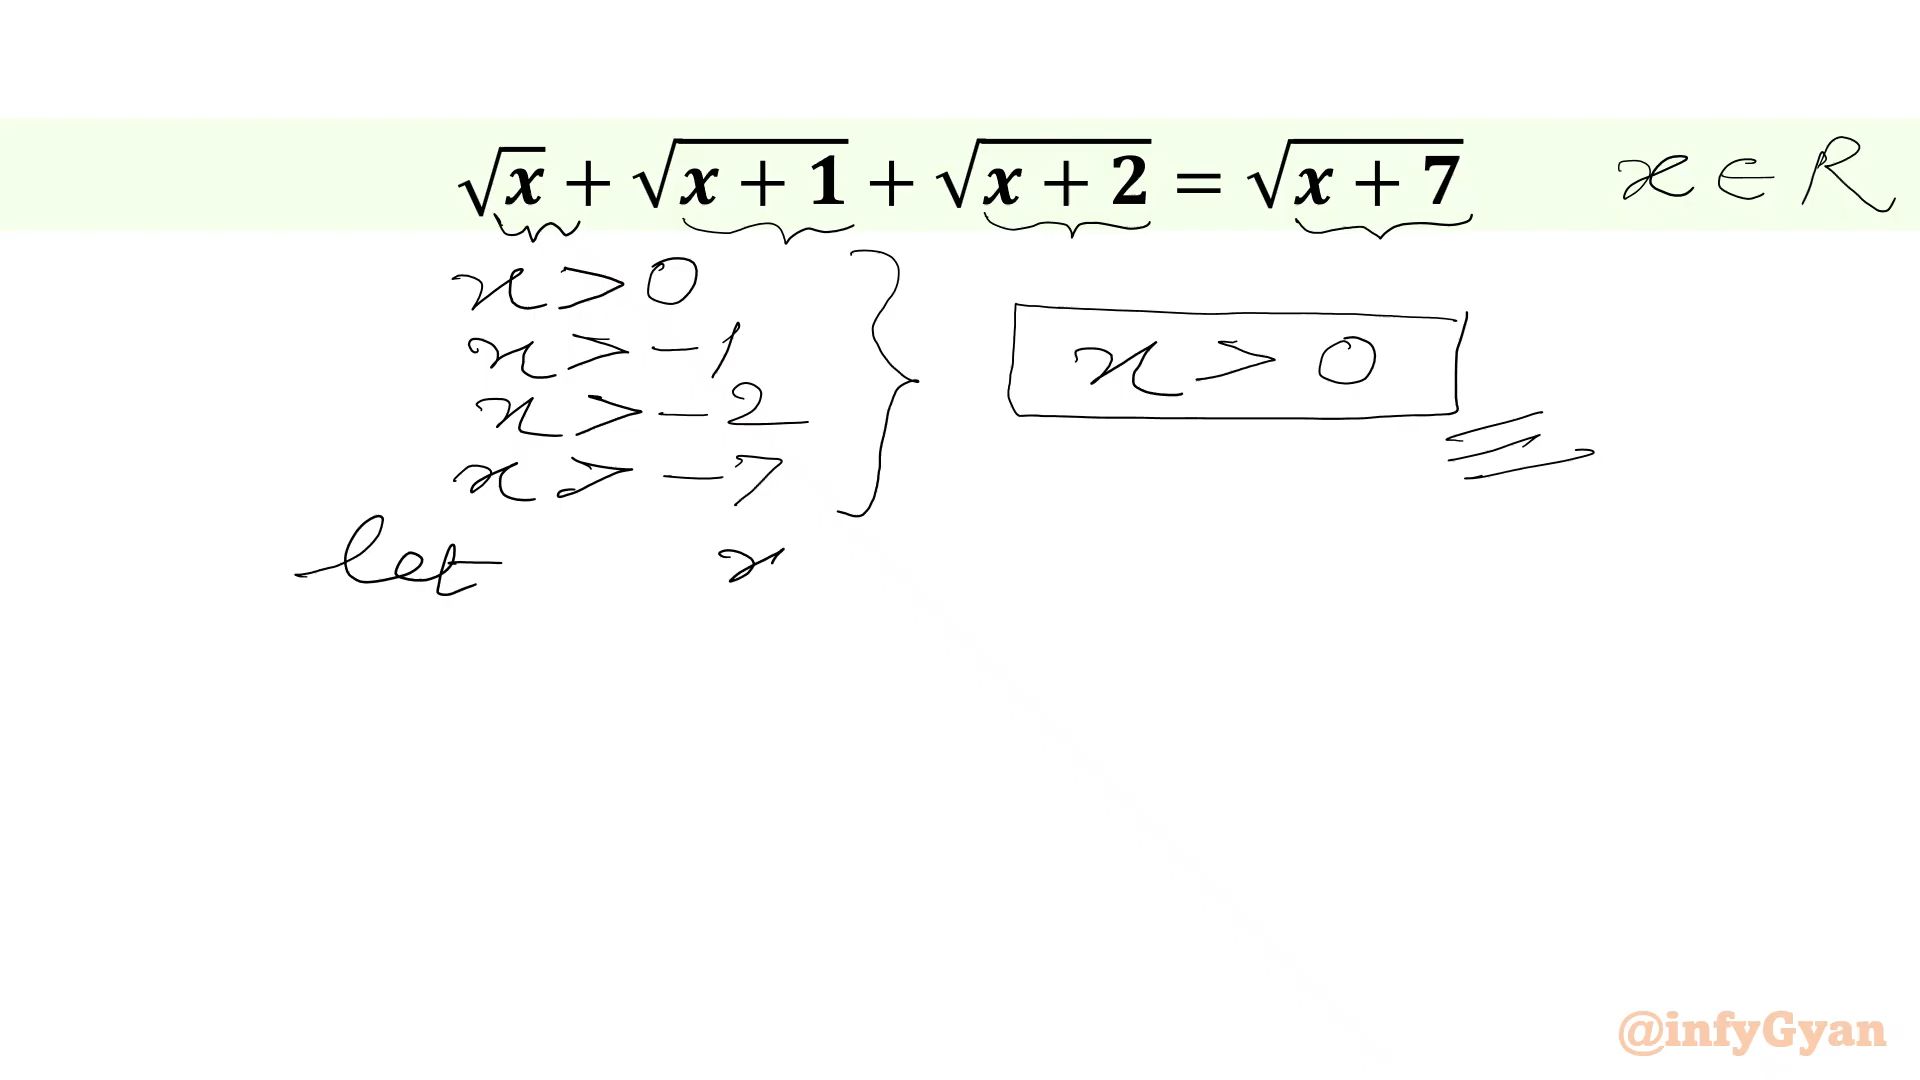 √x + √(x + 1) + √(x + 2) = √(x + 7) x ∈ R
x > 0
x > -1
x > -2
x > -7
x > 0
let x
@infyGyan